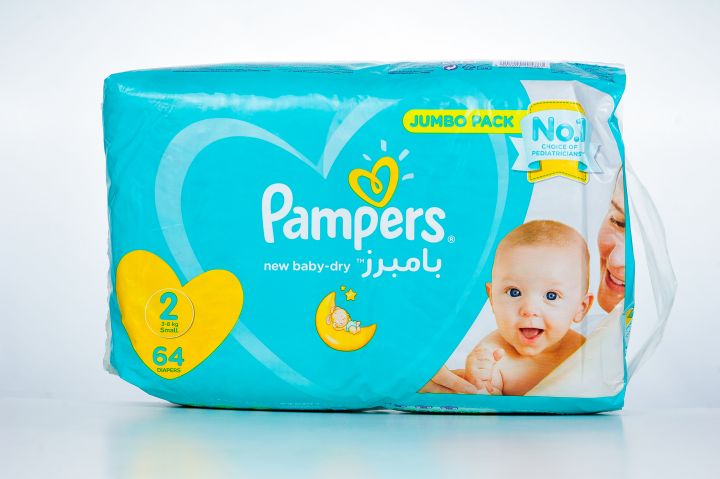 JUMBO PACK
No.1
CHOICE OF
PEDIATRICIANS
Pampers®
new baby-dry™ بامبرز
2
3-8 kg
Small
64
DIAPERS